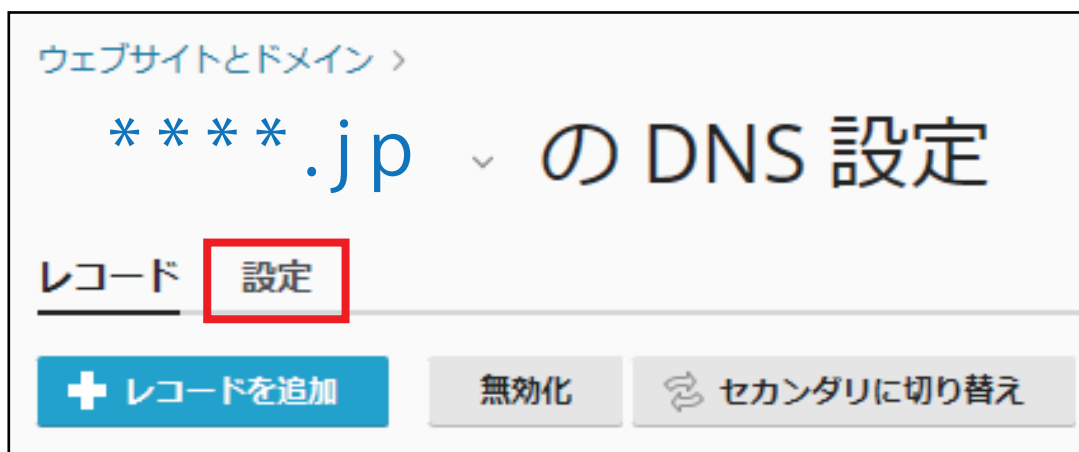 ウェブサイトとドメイン >
****.jp の DNS 設定
レコード 設定
レコードを追加 無効化 セカンダリに切り替え